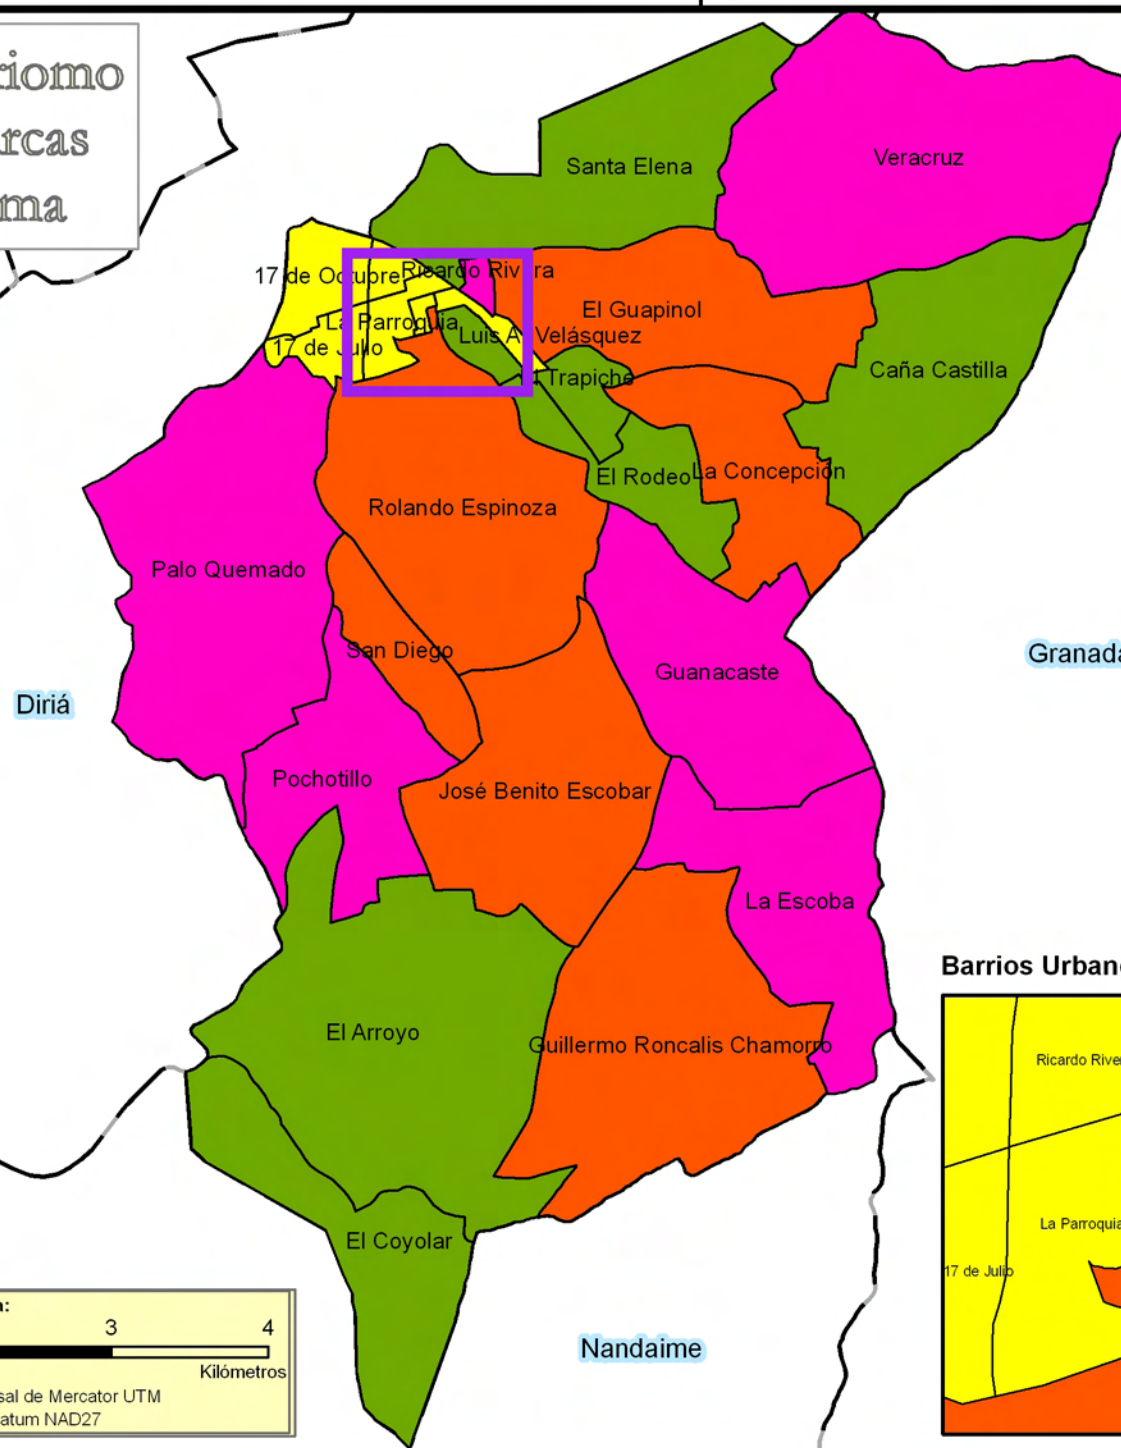 riomo
rcas
ma
Santa Elena
Veracruz
17 de Octubre
Ricardo Rivera
El Guapinol
La Parroquia
Luis A. Velásquez
17 de Julio
Caña Castilla
El Trapiche
El Rodeo
La Concepción
Rolando Espinoza
Palo Quemado
San Diego
Granada
Guanacaste
Diriá
Pochotillo
José Benito Escobar
La Escoba
Barrios Urban
El Arroyo
Guillermo Roncalis Chamorro
Ricardo River
La Parroquia
El Coyolar
17 de Julio
a:
3 4
Kilómetros
Nandaime
sal de Mercator UTM
atum NAD27